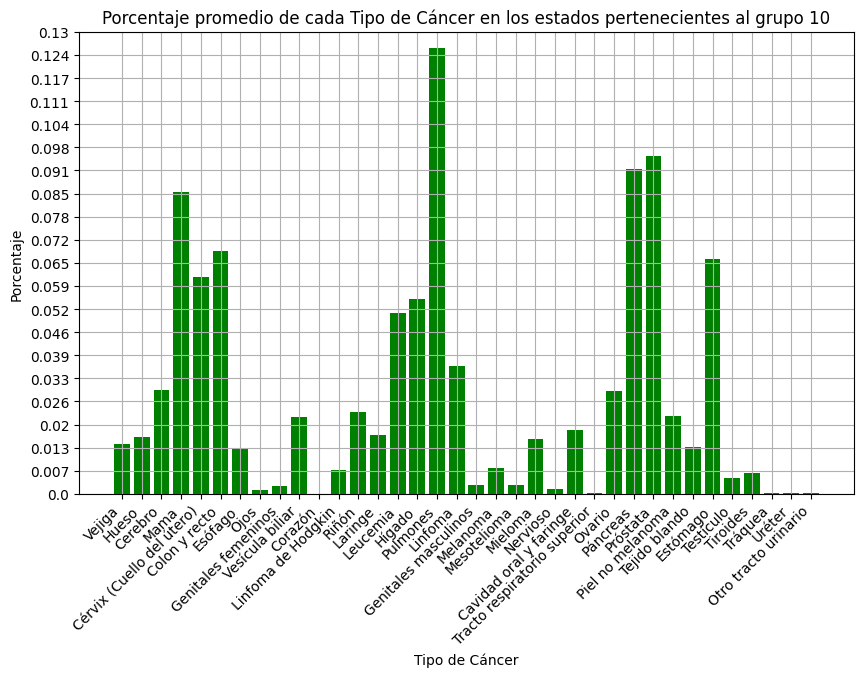 Porcentaje promedio de cada Tipo de Cáncer en los estados pertenecientes al grupo 10
Porcentaje
0.13
0.124
0.117
0.111
0.104
0.098
0.091
0.085
0.078
0.072
0.065
0.059
0.052
0.046
0.039
0.033
0.026
0.02
0.013
0.007
0.0
Vejiga
Hueso
Cerebro
Mama
Cérvix (Cuello del útero)
Colon y recto
Esófago
Ojos
Genitales femeninos
Vesícula biliar
Corazón
Linfoma de Hodgkin
Riñón
Laringe
Leucemia
Hígado
Pulmones
Linfoma
Genitales masculinos
Melanoma
Mesotelioma
Mieloma
Nervioso
Cavidad oral y faringe
Tracto respiratorio superior
Ovario
Páncreas
Próstata
Piel no melanoma
Tejido blando
Estómago
Testículo
Tiroides
Tráquea
Uréter
Otro tracto urinario
Tipo de Cáncer